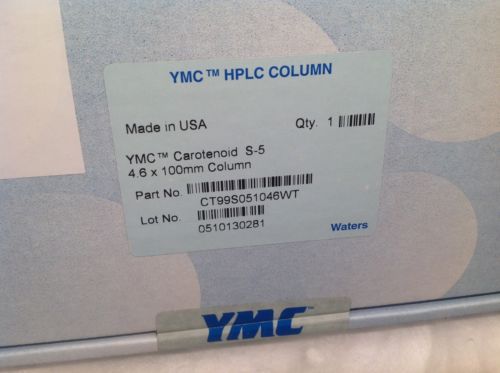 YMC™ HPLC COLUMN
Made in USA Qty. 1
YMC™ Carotenoid S-5
4.6 x 100mm Column
Part No.
CT99S051046WT
Lot No.
0510130281
Waters
YMC